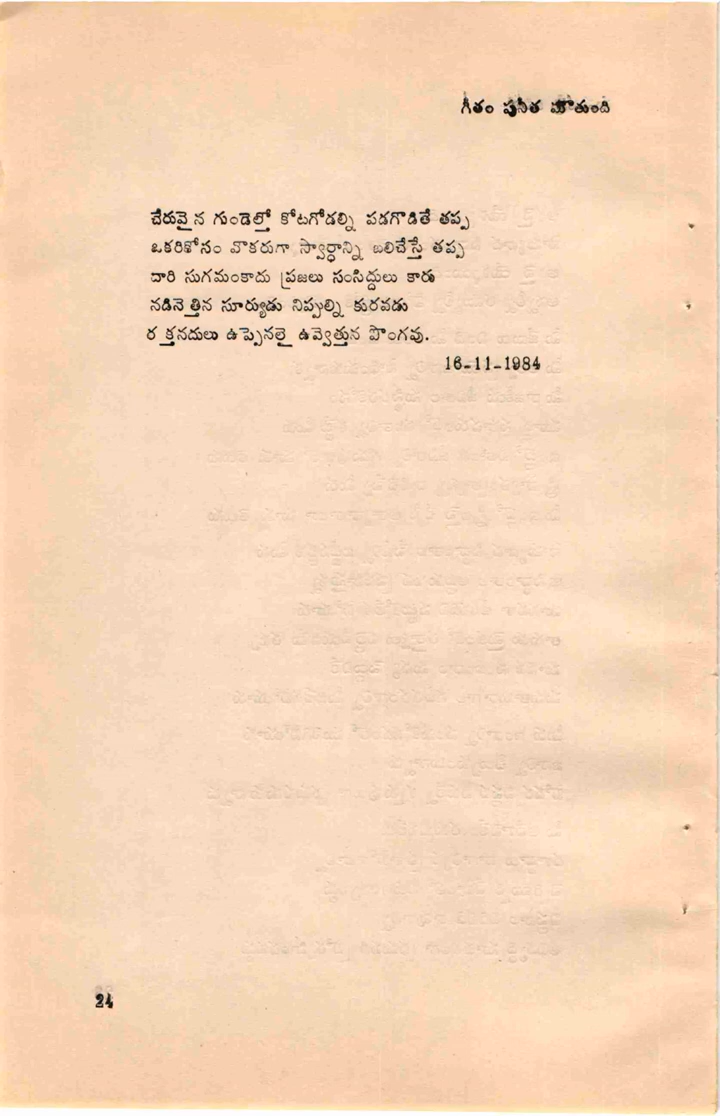 గీతం పునీత మౌతుంది
చేరువైన గుండెల్తో కోటగోడల్ని పడగొడితే తప్ప
ఒకరికోసం వొకరుగా స్వార్థాన్ని బలిచేస్తే తప్ప
దారి సుగమంకాదు ప్రజలు సంసిద్ధులు కారు
నడినెత్తిన సూర్యుడు నిప్పుల్ని కురవడు
రక్తనదులు ఉప్పెనలై ఉవ్వెత్తున పొంగవు.
16-11-1984
24